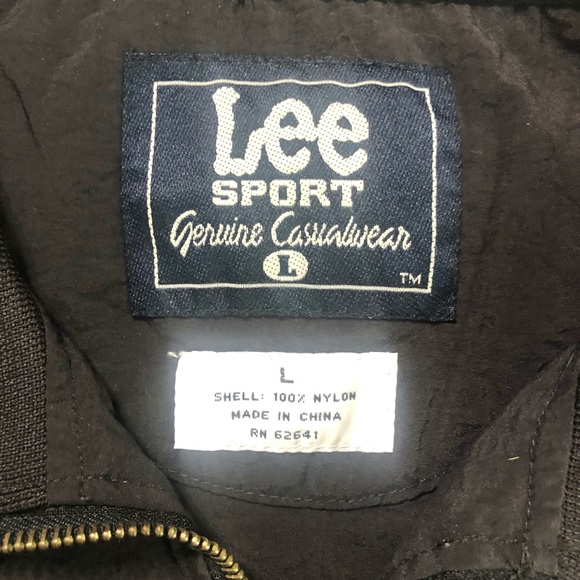 Lee
SPORT
Genuine Casualwear
L
TM
L
SHELL: 100% NYLON
MADE IN CHINA
RN 62641